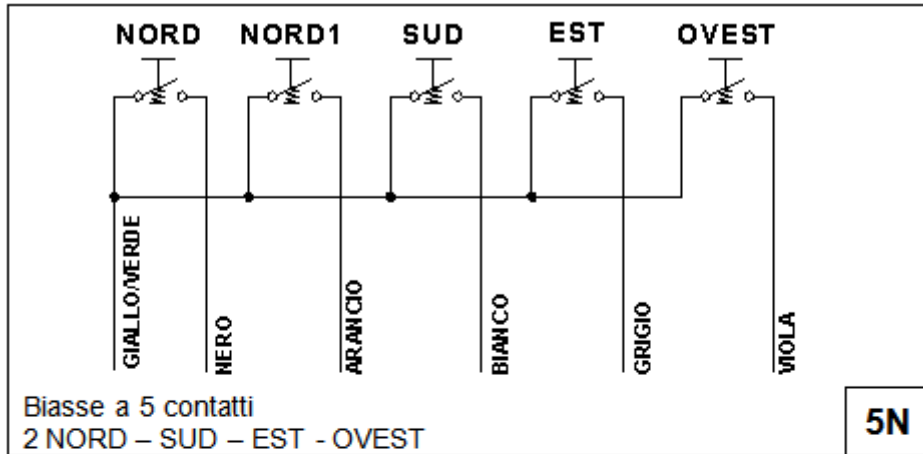 NORD NORD1 SUD EST OVEST
GIALLO/VERDE
NERO
ARANCIO
BIANCO
GRIGIO
VIOLA
Biasse a 5 contatti
2 NORD – SUD – EST - OVEST
5N